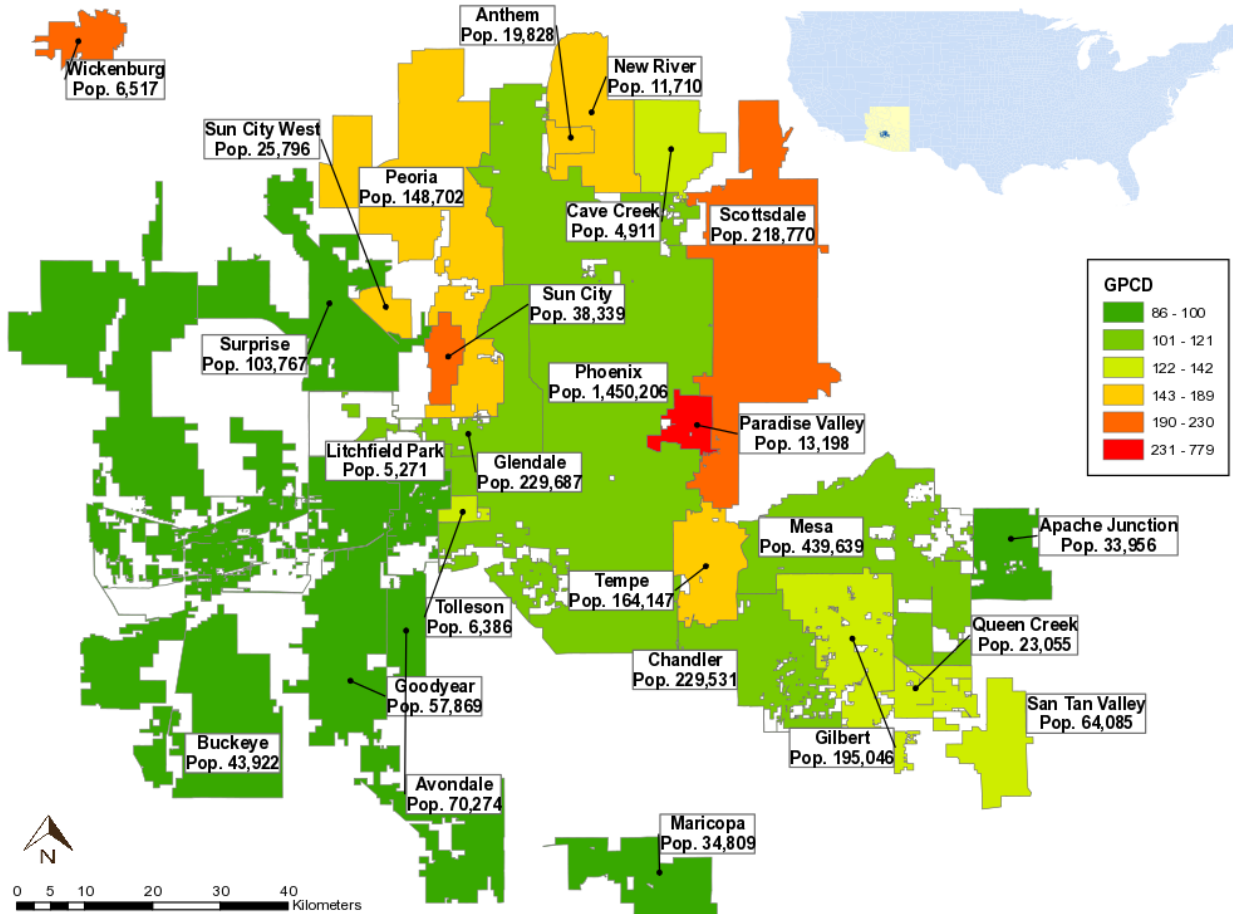 Anthem
Pop. 19,828
New River
Pop. 11,710
Wickenburg
Pop. 6,517
Sun City West
Pop. 25,796
Peoria
Pop. 148,702
Cave Creek
Pop. 4,911
Scottsdale
Pop. 218,770
Sun City
Pop. 38,339
Surprise
Pop. 103,767
Phoenix
Pop. 1,450,206
Paradise Valley
Pop. 13,198
Litchfield Park
Pop. 5,271
Glendale
Pop. 229,687
Mesa
Pop. 439,639
Apache Junction
Pop. 33,956
Tempe
Pop. 164,147
Tolleson
Pop. 6,386
Queen Creek
Pop. 23,055
Chandler
Pop. 229,531
Goodyear
Pop. 57,869
San Tan Valley
Pop. 64,085
Gilbert
Pop. 195,046
Buckeye
Pop. 43,922
Avondale
Pop. 70,274
Maricopa
Pop. 34,809
GPCD
86 - 100
101 - 121
122 - 142
143 - 189
190 - 230
231 - 779
N
0 5 10 20 30 40
Kilometers